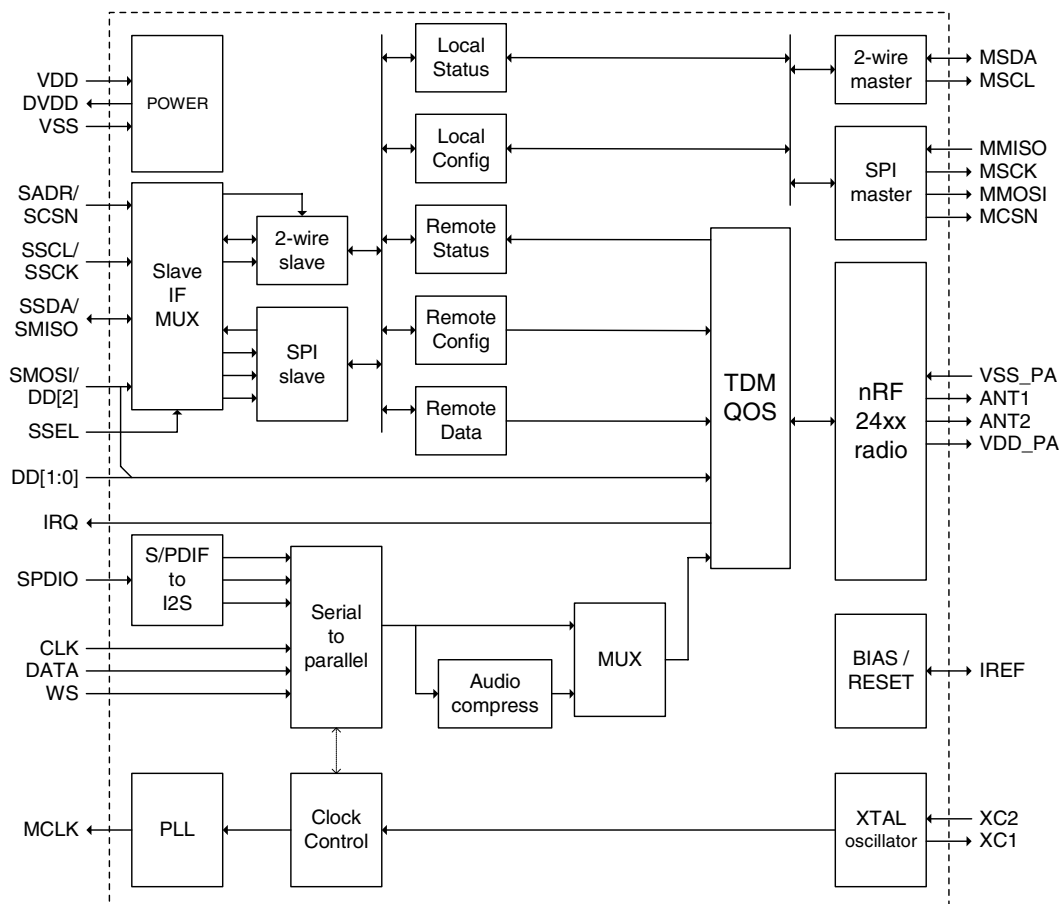 VDD
DVDD
VSS
SADR/
SCSN
SSCL/
SSCK
SSDA/
SMISO
SMOSI/
DD[2]
SSEL
DD[1:0]
IRQ
SPDIO
CLK
DATA
WS
MCLK
POWER
Slave
IF
MUX
2-wire
slave
SPI
slave
S/PDIF
to
I2S
Serial
to
parallel
PLL
Clock
Control
Local
Status
Local
Config
Remote
Status
Remote
Config
Remote
Data
Audio
compress
MUX
TDM
QOS
2-wire
master
SPI
master
nRF
24xx
radio
BIAS /
RESET
XTAL
oscillator
MSDA
MSCL
MMISO
MSCK
MMOSI
MCSN
VSS_PA
ANT1
ANT2
VDD_PA
IREF
XC2
XC1